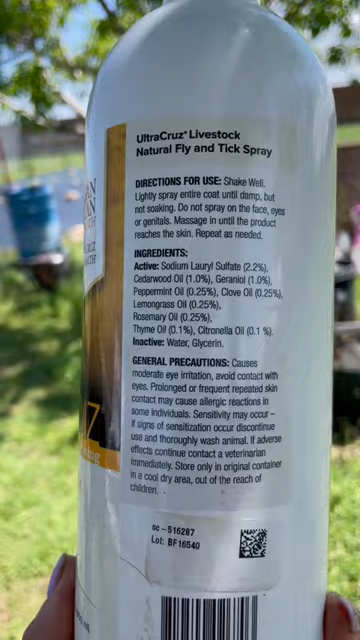 UltraCruz® Livestock
Natural Fly and Tick Spray
DIRECTIONS FOR USE: Shake Well.
Lightly spray entire coat until damp, but
not soaking. Do not spray on the face, eyes
or genitals. Massage in until the product
reaches the skin. Repeat as needed.
INGREDIENTS:
Active: Sodium Lauryl Sulfate (2.2%),
Cedarwood Oil (1.0%), Geraniol (1.0%),
Peppermint Oil (0.25%), Clove Oil (0.25%),
Lemongrass Oil (0.25%),
Rosemary Oil (0.25%),
Thyme Oil (0.1%), Citronella Oil (0.1 %).
Inactive: Water, Glycerin.
GENERAL PRECAUTIONS: Causes
moderate eye irritation, avoid contact with
eyes. Prolonged or frequent repeated skin
contact may cause allergic reactions in
some individuals. Sensitivity may occur –
if signs of sensitization occur discontinue
use and thoroughly wash animal. If adverse
effects continue contact a veterinarian
immediately. Store only in original container
in a cool dry area, out of the reach of
children.
sc-516287
Lot: BF16540